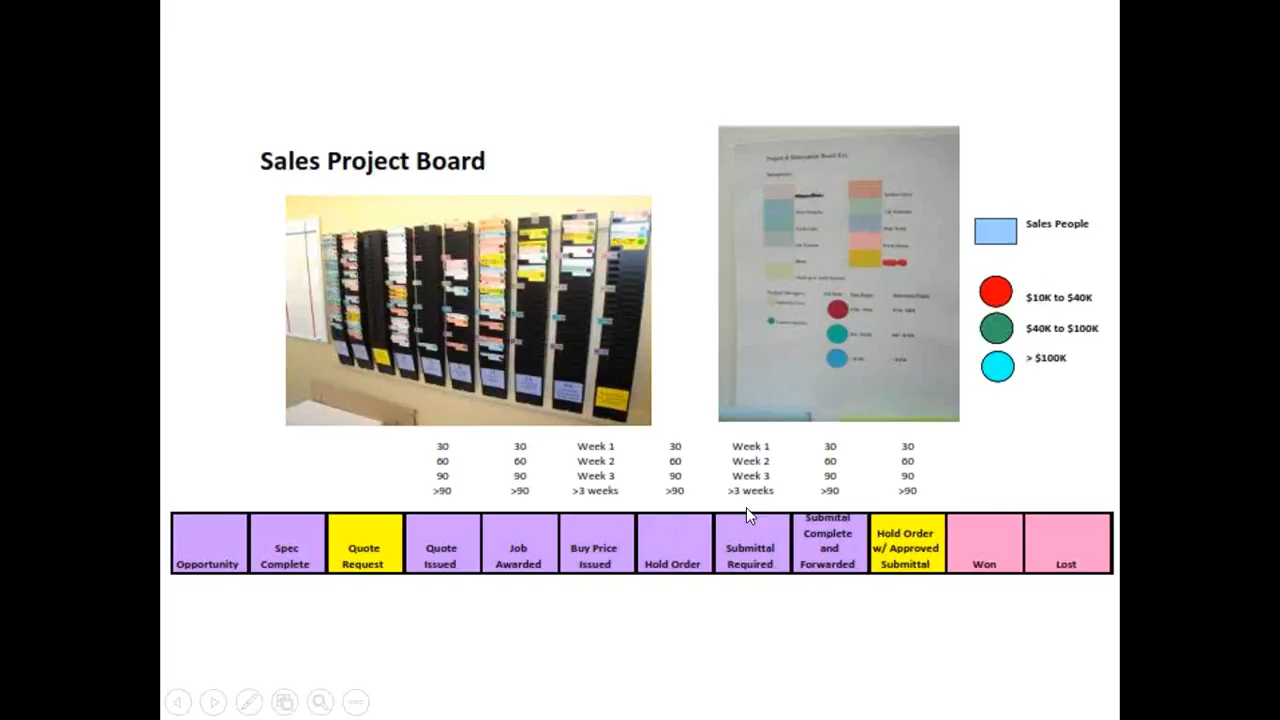 Sales Project Board
Sales People
$10K to $40K
$40K to $100K
> $100K
30 30 Week 1 30 Week 1 30 30
60 60 Week 2 60 Week 2 60 60
90 90 Week 3 90 Week 3 90 90
>90 >90 >3 weeks >90 >3 weeks >90 >90
Opportunity
Spec
Complete
Quote
Request
Quote
Issued
Job
Awarded
Buy Price
Issued
Hold Order
Submittal
Required
Submital
Complete
and
Forwarded
Hold Order
w/ Approved
Submittal
Won
Lost